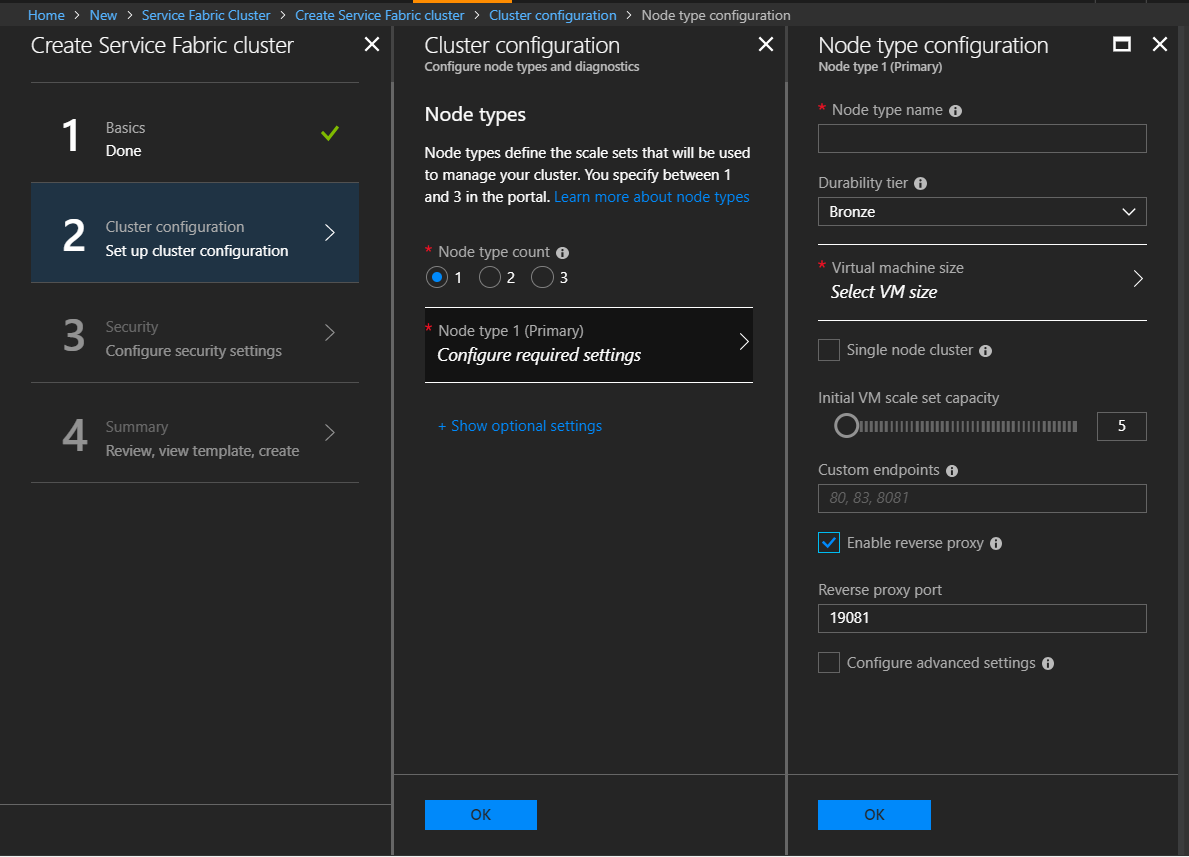 Home > New > Service Fabric Cluster > Create Service Fabric cluster > Cluster configuration > Node type configuration
Create Service Fabric cluster
1
Basics
Done
2
Cluster configuration
Set up cluster configuration
3
Security
Configure security settings
4
Summary
Review, view template, create
Cluster configuration
Configure node types and diagnostics
Node types
Node types define the scale sets that will be used
to manage your cluster. You specify between 1
and 3 in the portal. Learn more about node types
* Node type count
1 2 3
* Node type 1 (Primary)
Configure required settings
+ Show optional settings
OK
Node type configuration
Node type 1 (Primary)
* Node type name
Durability tier
Bronze
* Virtual machine size
Select VM size
Single node cluster
Initial VM scale set capacity
5
Custom endpoints
80, 83, 8081
Enable reverse proxy
Reverse proxy port
19081
Configure advanced settings
OK